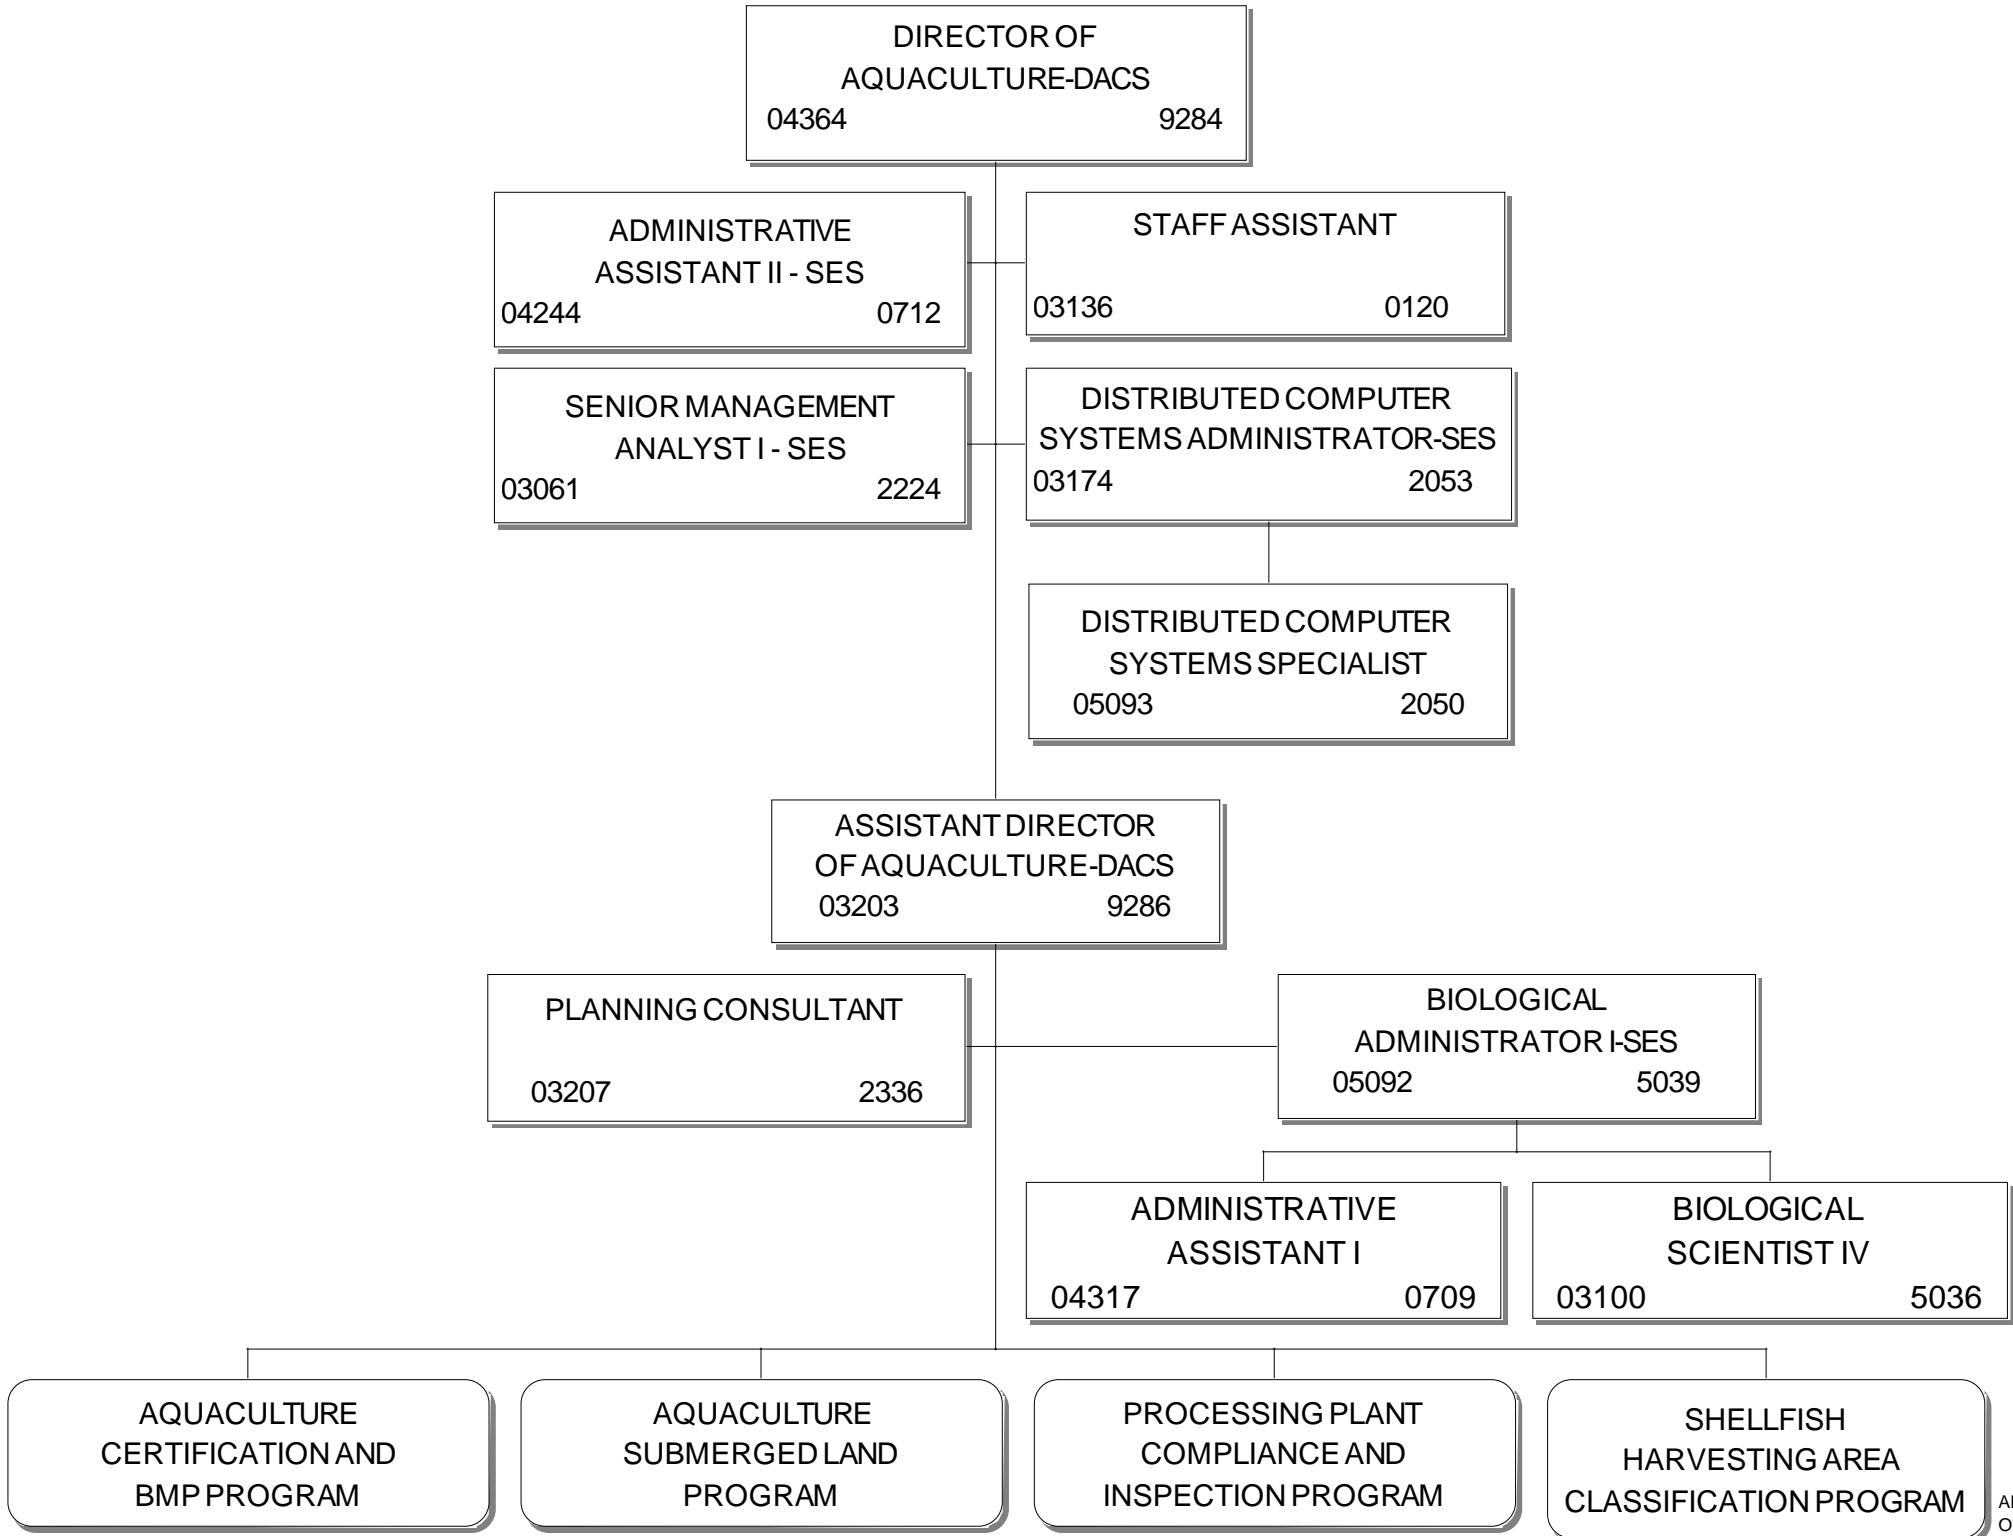 DIRECTOR OF
AQUACULTURE-DACS
04364 9284
ADMINISTRATIVE
ASSISTANT II - SES
04244 0712
STAFF ASSISTANT
03136 0120
SENIOR MANAGEMENT
ANALYST I - SES
03061 2224
DISTRIBUTED COMPUTER
SYSTEMS ADMINISTRATOR-SES
03174 2053
DISTRIBUTED COMPUTER
SYSTEMS SPECIALIST
05093 2050
ASSISTANT DIRECTOR
OF AQUACULTURE-DACS
03203 9286
PLANNING CONSULTANT
03207 2336
BIOLOGICAL
ADMINISTRATOR I-SES
05092 5039
ADMINISTRATIVE
ASSISTANT I
04317 0709
BIOLOGICAL
SCIENTIST IV
03100 5036
AQUACULTURE
CERTIFICATION AND
BMP PROGRAM
AQUACULTURE
SUBMERGED LAND
PROGRAM
PROCESSING PLANT
COMPLIANCE AND
INSPECTION PROGRAM
SHELLFISH
HARVESTING AREA
CLASSIFICATION PROGRAM